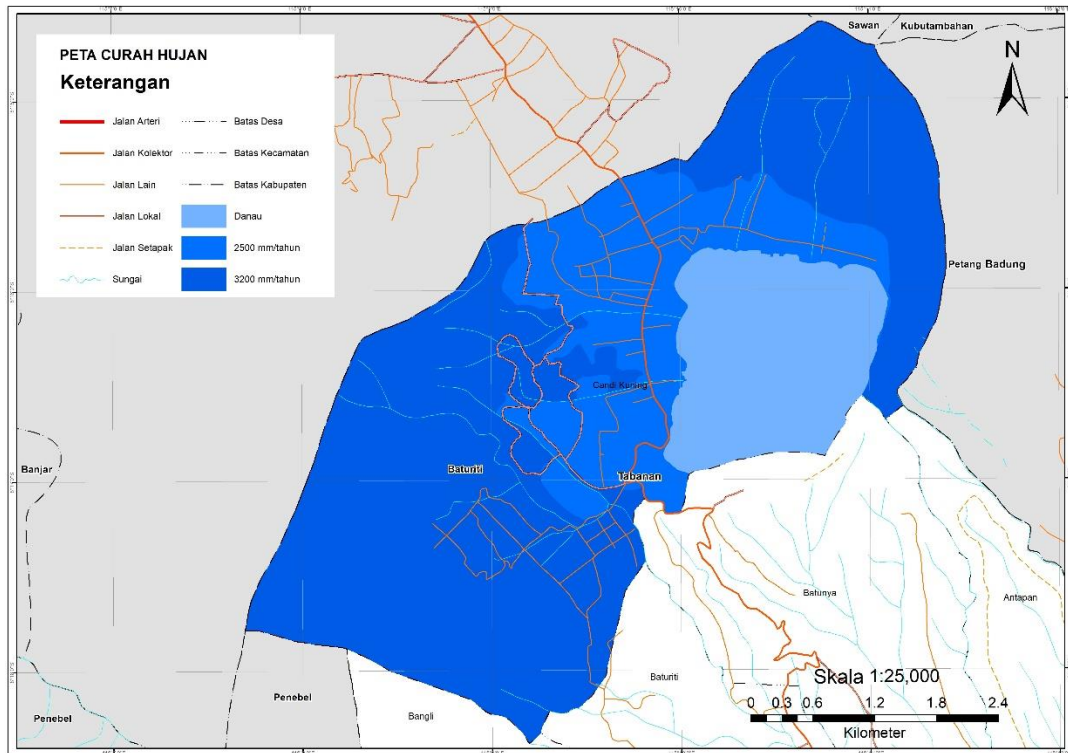 PETA CURAH HUJAN
Keterangan
Jalan Arteri
Batas Desa
Jalan Kolektor
Batas Kecamatan
Jalan Lain
Batas Kabupaten
Jalan Lokal
Danau
Jalan Setapak
2500 mm/tahun
Sungai
3200 mm/tahun
Sawan
Kubutambahan
N
Petang Badung
Candi Kuning
Banjar
Baturiti
Tabanan
Batunya
Antapan
Baturiti
Skala 1:25,000
Penebel
Penebel
Bangli
0 0.3 0.6 1.2 1.8 2.4
Kilometer